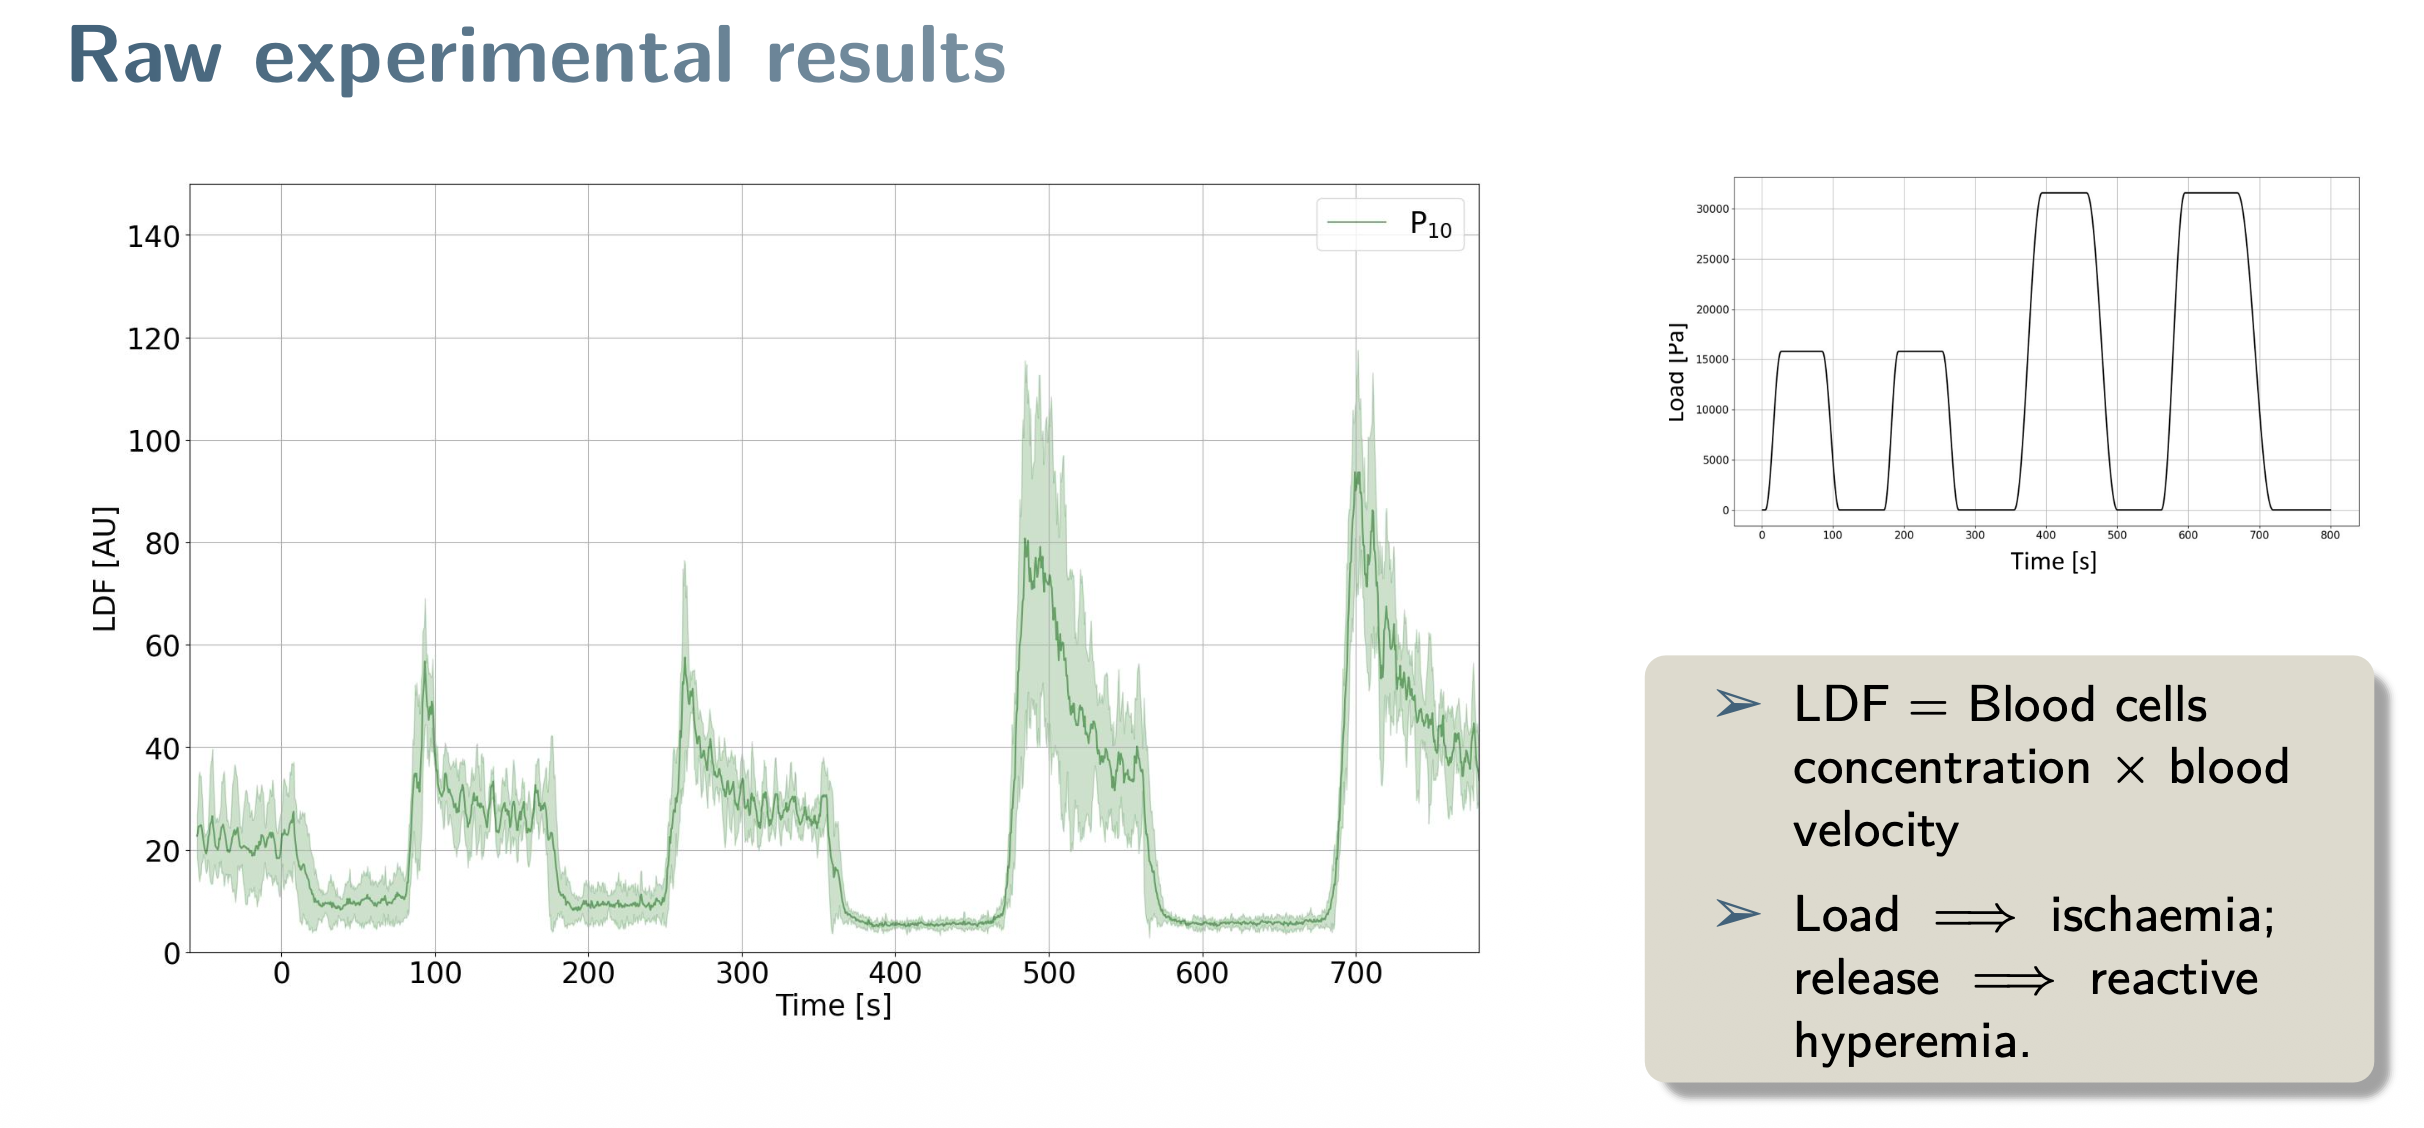 Raw experimental results
P₁₀
140
120
100
80
60
40
20
0
LDF [AU]
0 100 200 300 400 500 600 700
Time [s]
30000
25000
20000
15000
10000
5000
0
Load [Pa]
0 100 200 300 400 500 600 700 800
Time [s]
➢ LDF = Blood cells
concentration × blood
velocity
➢ Load ⟹ ischaemia;
release ⟹ reactive
hyperemia.